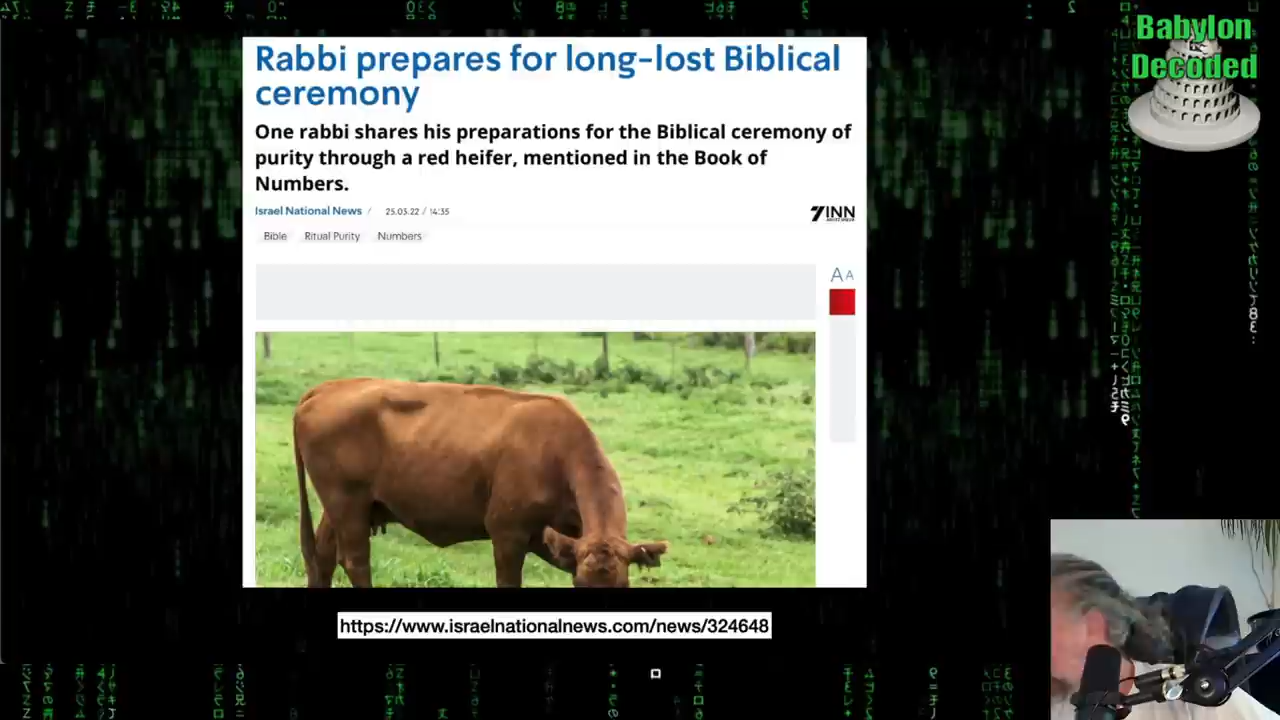 Babylon
Decoded
Rabbi prepares for long-lost Biblical
ceremony
One rabbi shares his preparations for the Biblical ceremony of
purity through a red heifer, mentioned in the Book of
Numbers.
Israel National News / 25.03.22 / 14:35
7INN
Bible Ritual Purity Numbers
AA
https://www.israelnationalnews.com/news/324648